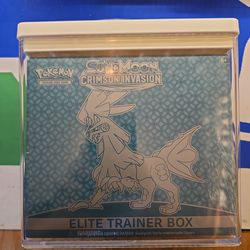 Pokémon
SUN & MOON
CRIMSON INVASION
ELITE TRAINER BOX